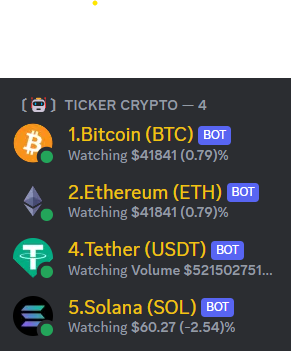 〔🤖〕 TICKER CRYPTO — 4
1.Bitcoin (BTC) BOT
Watching $41841 (0.79)%
2.Ethereum (ETH) BOT
Watching $41841 (0.79)%
4.Tether (USDT) BOT
Watching Volume $521502751...
5.Solana (SOL) BOT
Watching $60.27 (-2.54)%